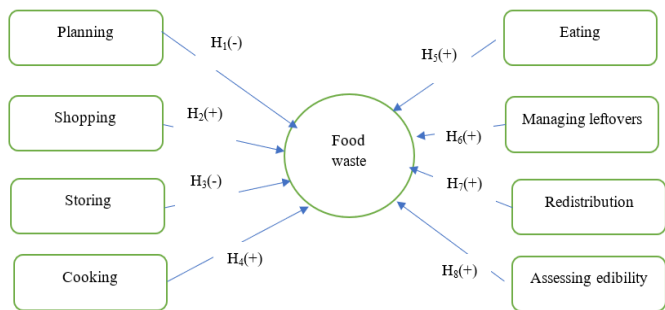 Planning
H₁(-)
Shopping
H₂(+)
Storing
H₃(-)
Cooking
H₄(+)
Food
waste
Eating
H₅(+)
Managing leftovers
H₆(+)
H₇(+)
Redistribution
H₈(+)
Assessing edibility